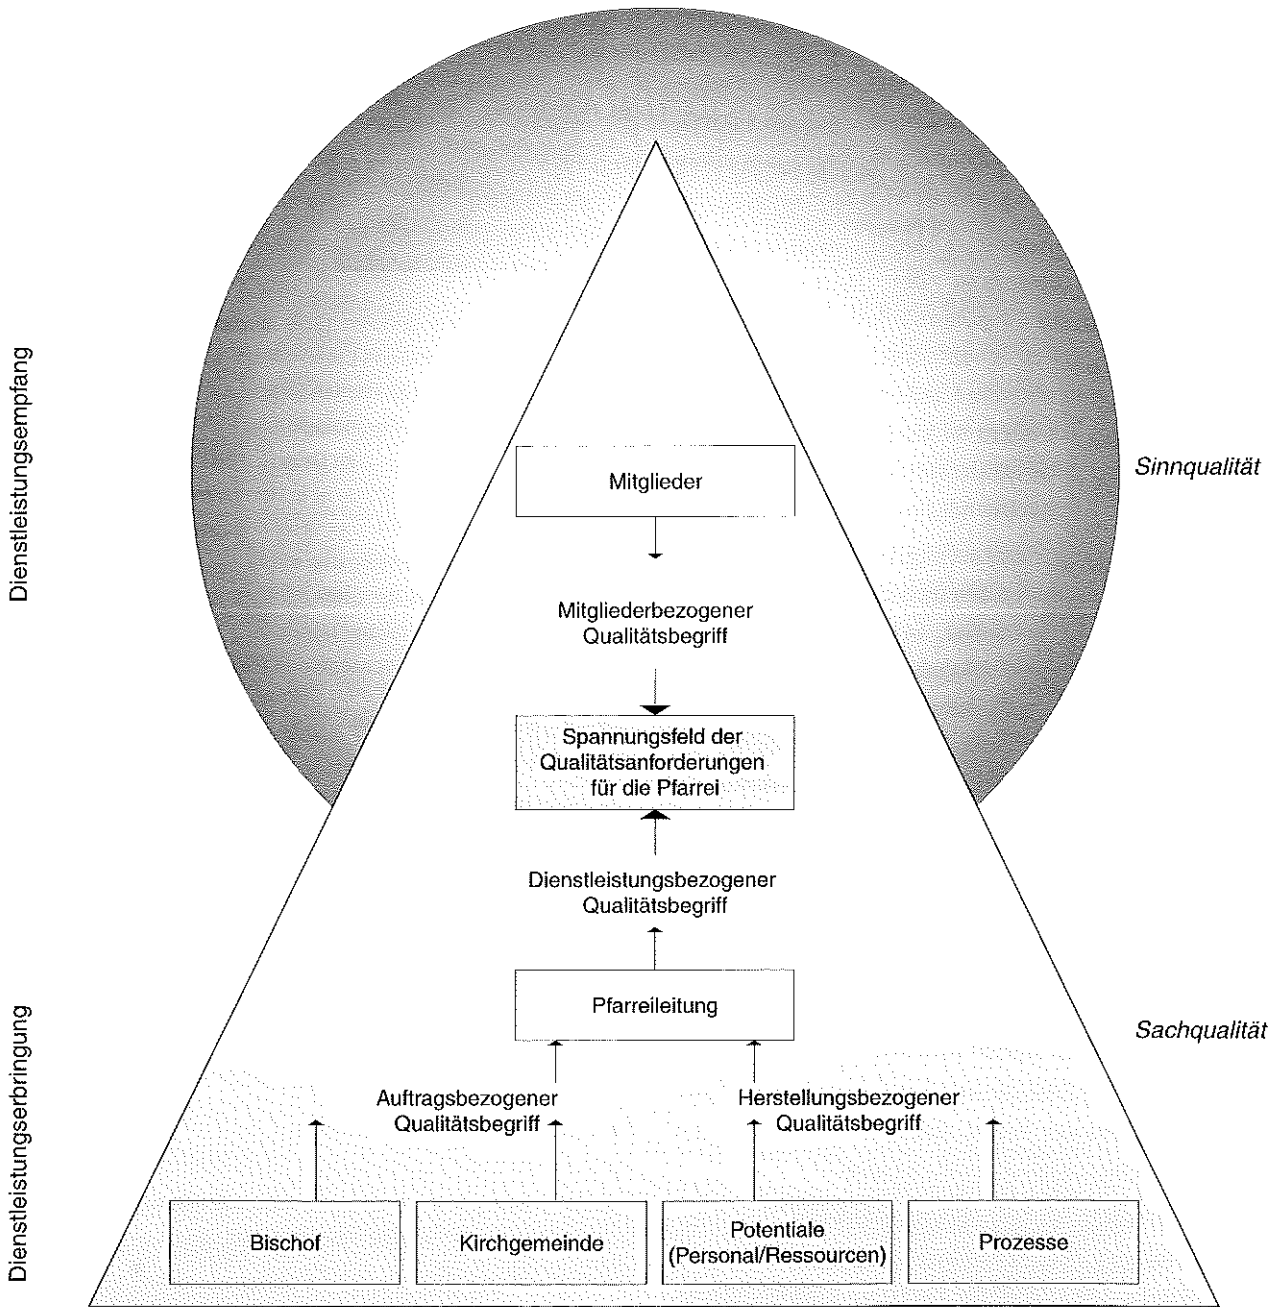 Dienstleistungsempfang
Sinnqualität
Mitglieder
Mitgliederbezogener
Qualitätsbegriff
Spannungsfeld der
Qualitätsanforderungen
für die Pfarrei
Dienstleistungsbezogener
Qualitätsbegriff
Pfarreileitung
Dienstleistungserbringung
Sachqualität
Auftragsbezogener
Qualitätsbegriff
Herstellungsbezogener
Qualitätsbegriff
Bischof
Kirchgemeinde
Potentiale
(Personal/Ressourcen)
Prozesse